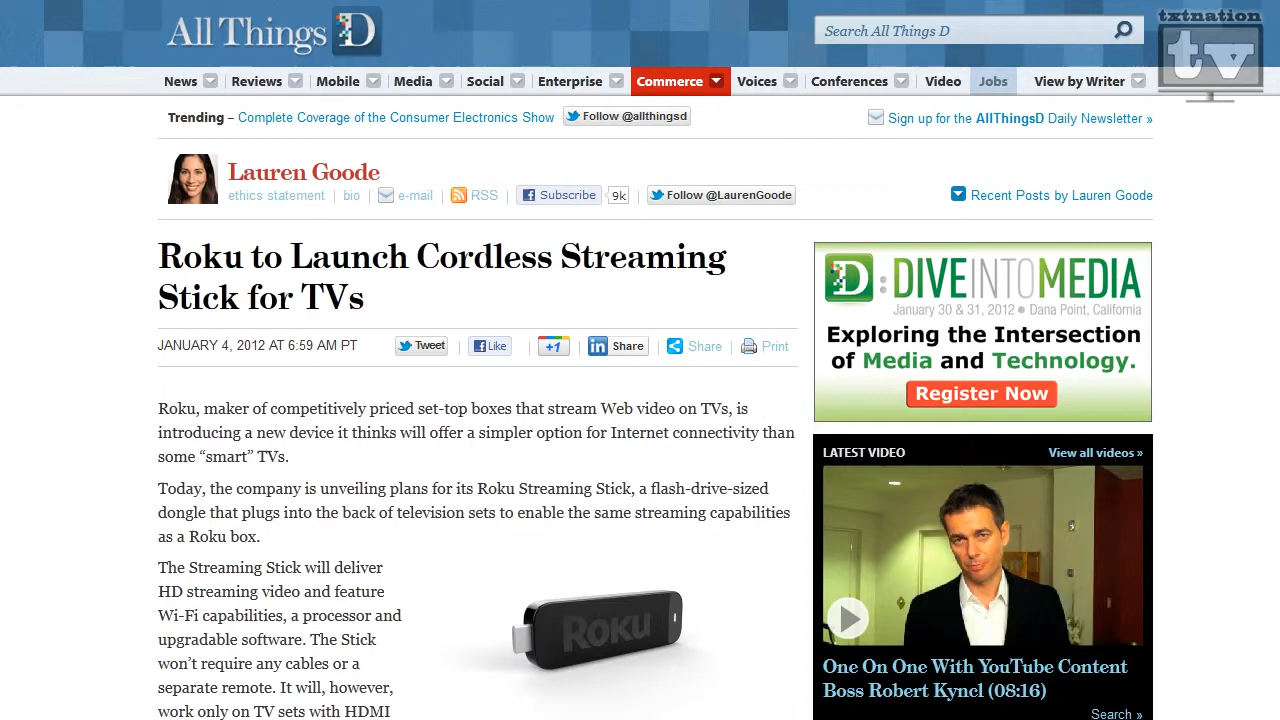 All Things D
Search All Things D
txtnation
tv
News Reviews Mobile Media Social Enterprise Commerce Voices Conferences Video Jobs View by Writer
Trending – Complete Coverage of the Consumer Electronics Show Follow @allthingsd Sign up for the AllThingsD Daily Newsletter »
Lauren Goode
ethics statement bio e-mail RSS Subscribe 9k Follow @LaurenGoode Recent Posts by Lauren Goode
Roku to Launch Cordless Streaming
Stick for TVs
JANUARY 4, 2012 AT 6:59 AM PT Tweet Like +1 Share Share Print
Roku, maker of competitively priced set-top boxes that stream Web video on TVs, is
introducing a new device it thinks will offer a simpler option for Internet connectivity than
some “smart” TVs.
Today, the company is unveiling plans for its Roku Streaming Stick, a flash-drive-sized
dongle that plugs into the back of television sets to enable the same streaming capabilities
as a Roku box.
The Streaming Stick will deliver
HD streaming video and feature
Wi-Fi capabilities, a processor and
upgradable software. The Stick
won’t require any cables or a
separate remote. It will, however,
work only on TV sets with HDMI
Roku
D:DIVEINTOMEDIA
January 30 & 31, 2012 • Dana Point, California
Exploring the Intersection
of Media and Technology.
Register Now
LATEST VIDEO View all videos »
One On One With YouTube Content
Boss Robert Kyncl (08:16)
Search »